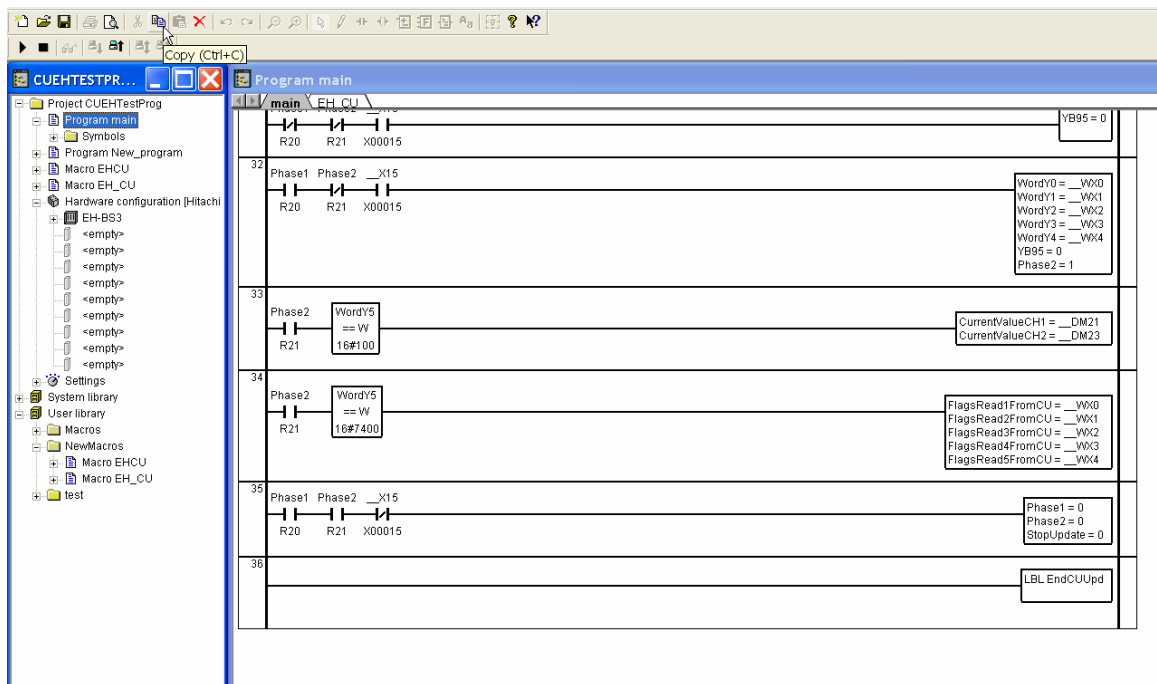 Copy (Ctrl+C)
CUEHTESTPR...
Project CUEHTestProg
Program main
Symbols
Program New_program
Macro EHCU
Macro EH_CU
Hardware configuration [Hitachi
EH-BS3
<empty>
<empty>
<empty>
<empty>
<empty>
<empty>
<empty>
<empty>
<empty>
Settings
System library
User library
Macros
NewMacros
Macro EHCU
Macro EH_CU
test
Program main
main EH_CU
YB95 = 0
R20 R21 X00015
32
Phase1 Phase2 __X15
R20 R21 X00015
WordY0 = __WX0
WordY1 = __WX1
WordY2 = __WX2
WordY3 = __WX3
WordY4 = __WX4
YB95 = 0
Phase2 = 1
33
Phase2 WordY5
== W
R21 16#100
CurrentValueCH1 = __DM21
CurrentValueCH2 = __DM23
34
Phase2 WordY5
== W
R21 16#7400
FlagsRead1FromCU = __WX0
FlagsRead2FromCU = __WX1
FlagsRead3FromCU = __WX2
FlagsRead4FromCU = __WX3
FlagsRead5FromCU = __WX4
35
Phase1 Phase2 __X15
R20 R21 X00015
Phase1 = 0
Phase2 = 0
StopUpdate = 0
36
LBL EndCUUpd